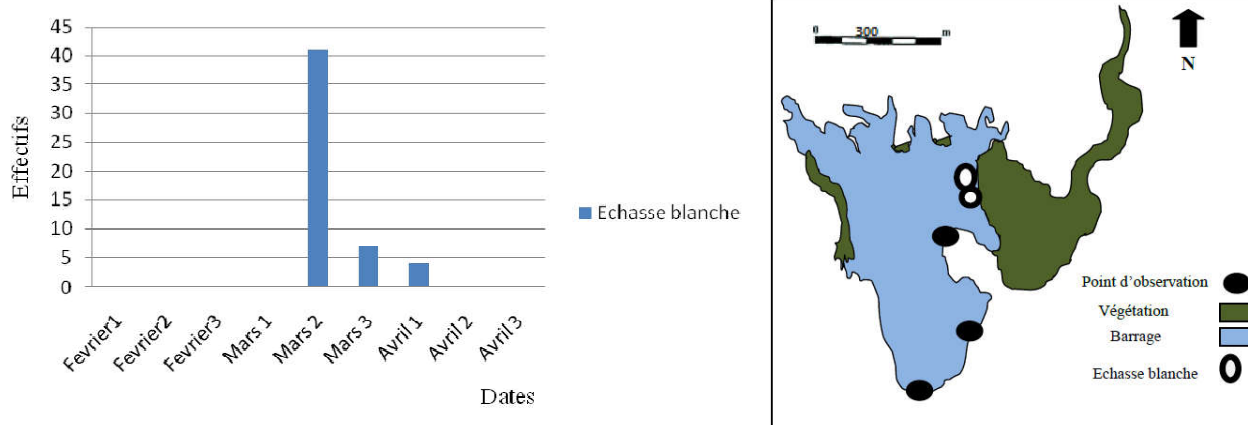 45
40
35
30
25
20
15
10
5
0
Effectifs
Fevrier1
Fevrier2
Fevrier3
Mars 1
Mars 2
Mars 3
Avril 1
Avril 2
Avril 3
Dates
Echasse blanche
0 300 m
N
Point d'observation
Végétation
Barrage
Echasse blanche